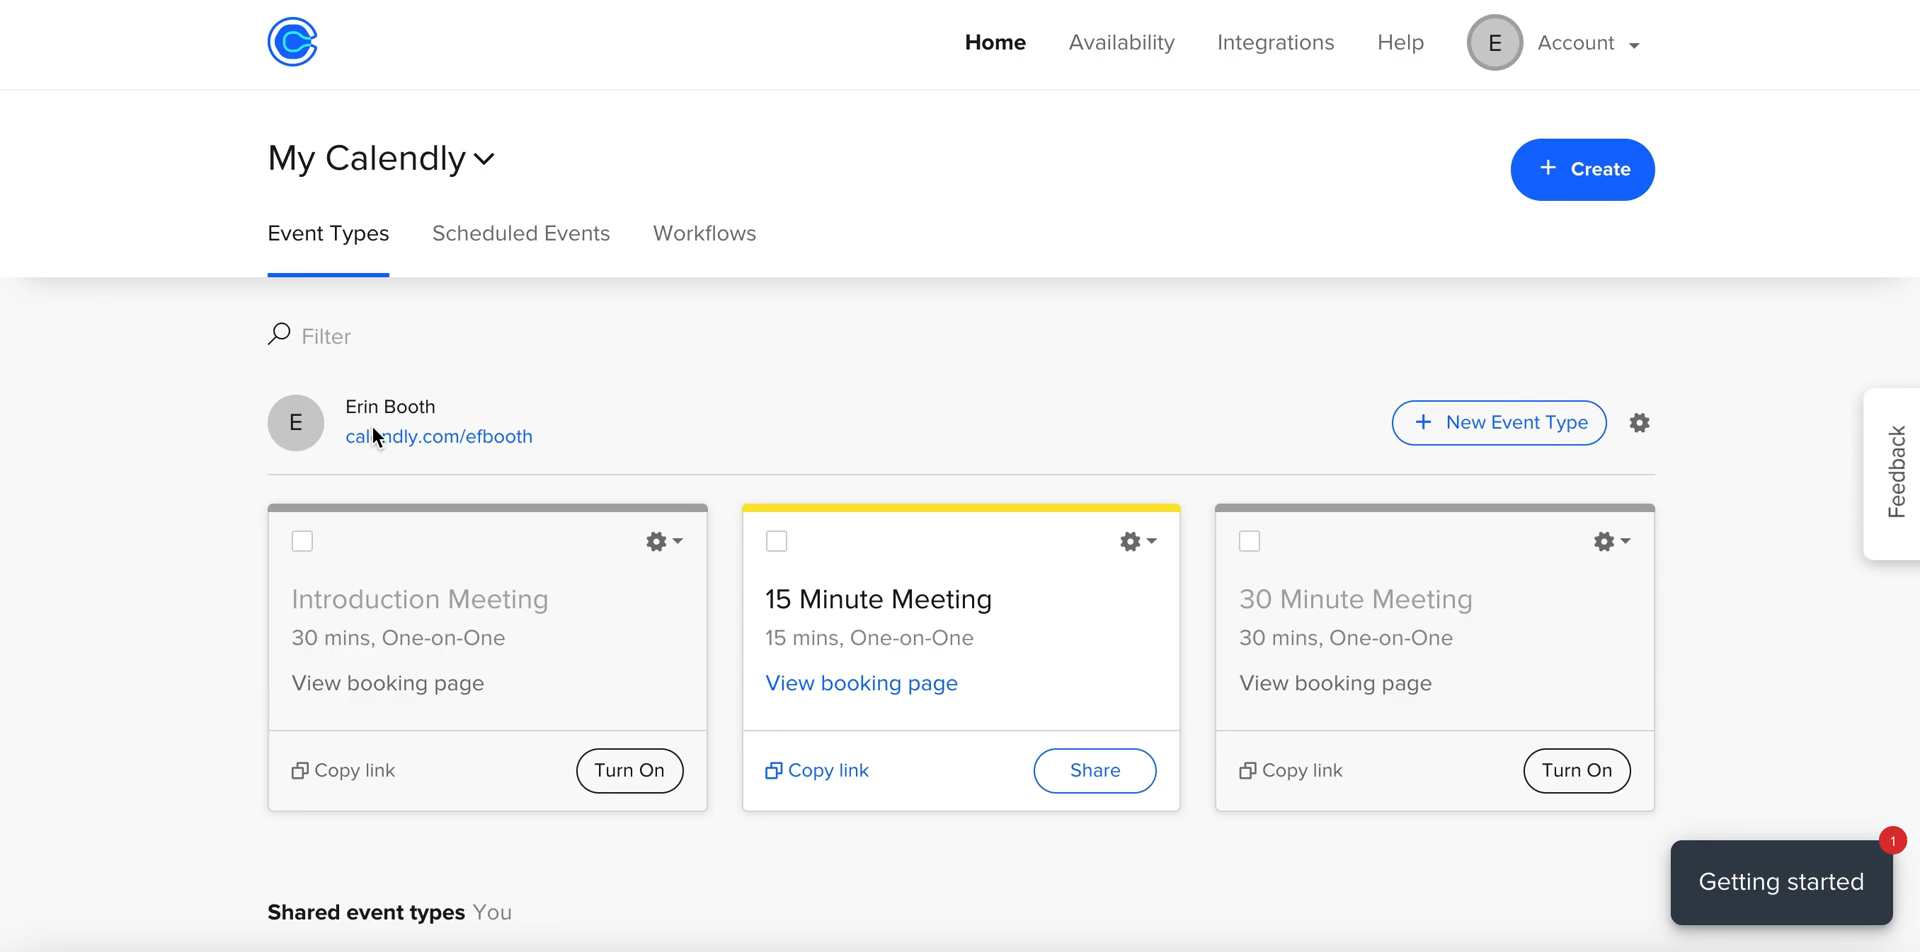 Home Availability Integrations Help E Account
My Calendly
+ Create
Event Types Scheduled Events Workflows
Filter
E
Erin Booth
calendly.com/efbooth
+ New Event Type
Feedback
Introduction Meeting
30 mins, One-on-One
View booking page
Copy link Turn On
15 Minute Meeting
15 mins, One-on-One
View booking page
Copy link Share
30 Minute Meeting
30 mins, One-on-One
View booking page
Copy link Turn On
1
Getting started
Shared event types You